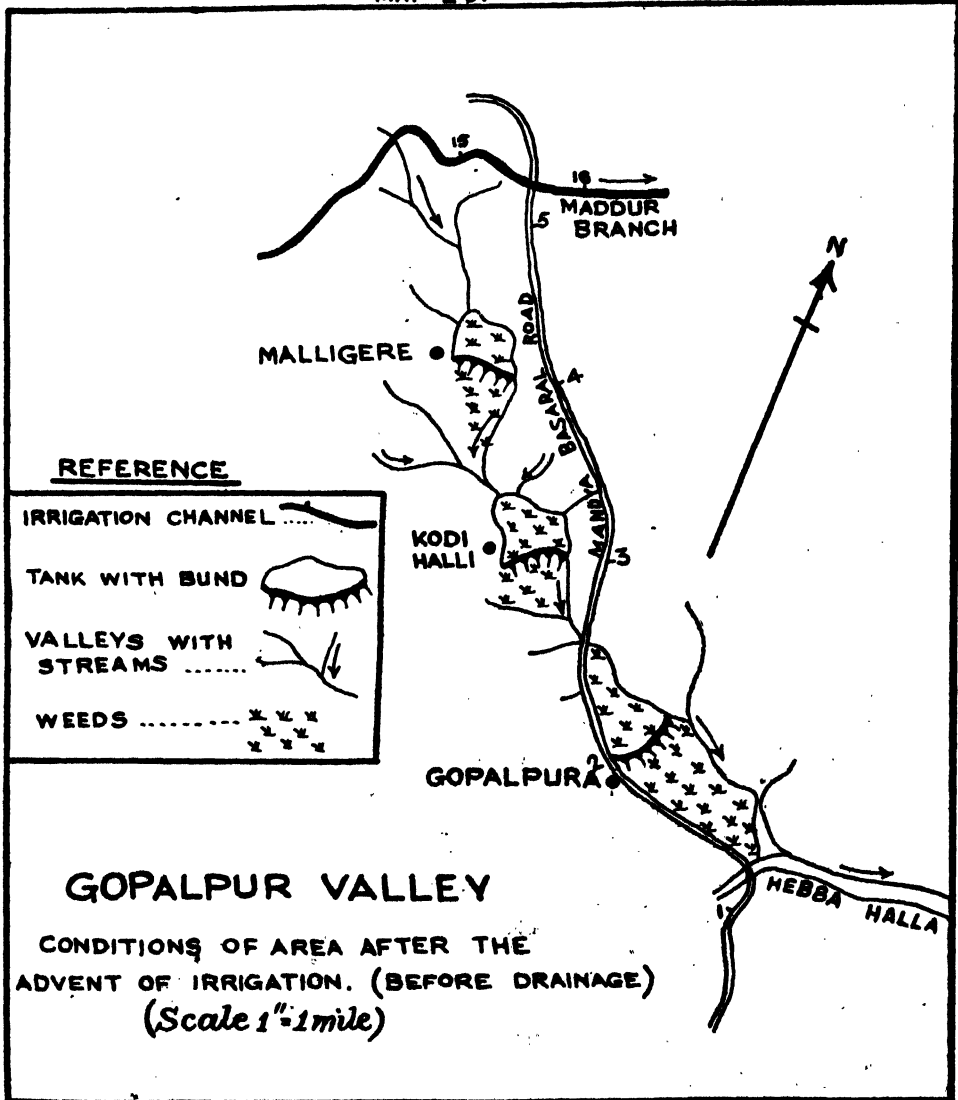 15
16
MADDUR
BRANCH
5
N
ROAD
MALLIGERE
4
BASARAL
REFERENCE
MANDYA
IRRIGATION CHANNEL .....
KODI
HALLI
3
TANK WITH BUND
VALLEYS WITH
STREAMS .......
WEEDS .........
2
GOPALPURA
GOPALPUR VALLEY
HEBBA HALLA
1
CONDITIONS OF AREA AFTER THE
ADVENT OF IRRIGATION. (BEFORE DRAINAGE)
(Scale 1"=1mile)